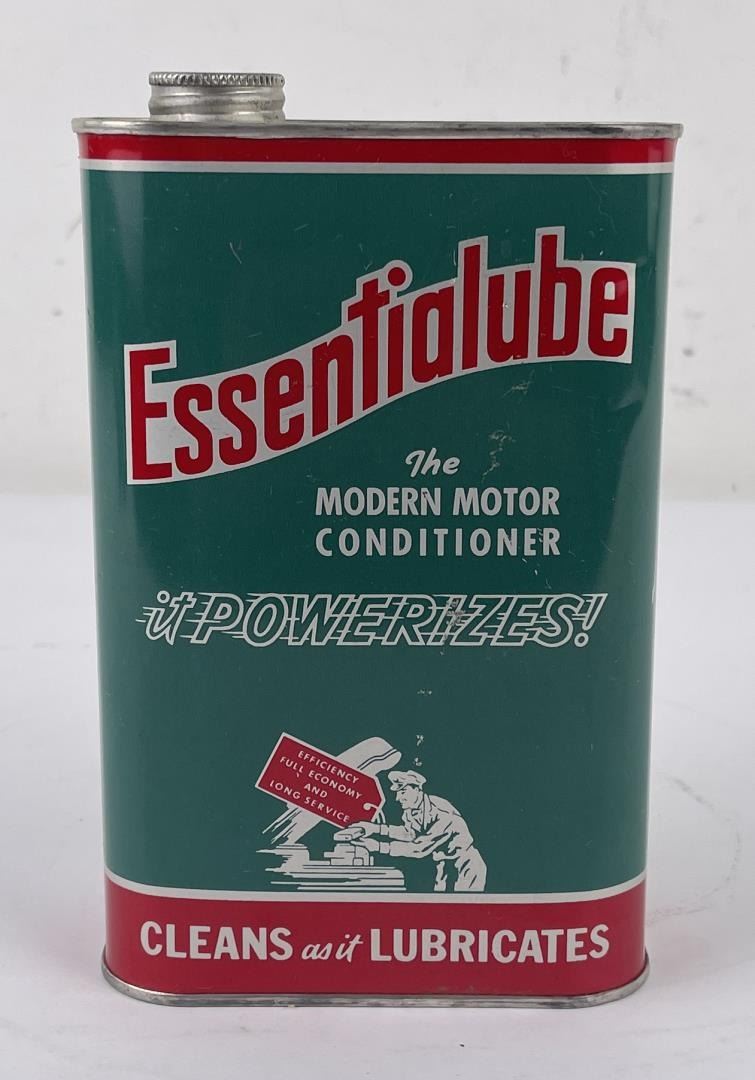 Essentialube
The
MODERN MOTOR
CONDITIONER
it POWERIZES!
EFFICIENCY
FULL ECONOMY
AND
LONG SERVICE
CLEANS as it LUBRICATES